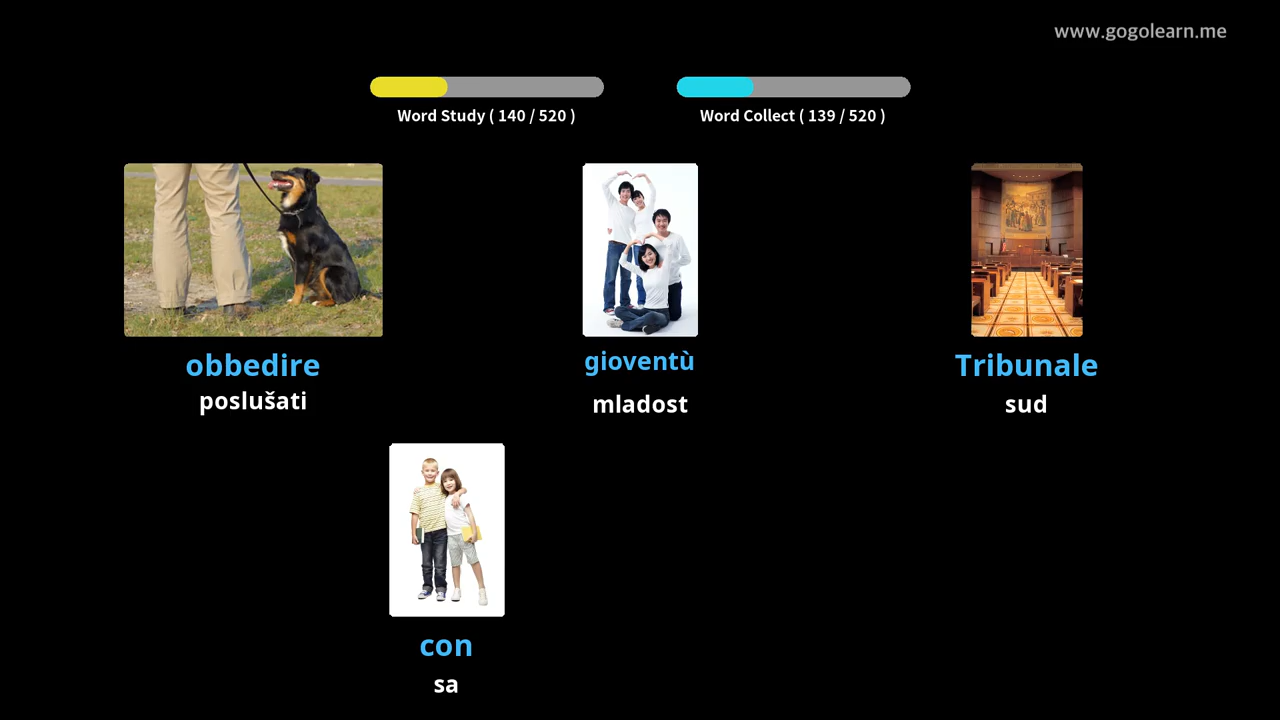 www.gogolearn.me
Word Study ( 140 / 520 )
Word Collect ( 139 / 520 )
obbedire
poslušati
gioventù
mladost
Tribunale
sud
con
sa